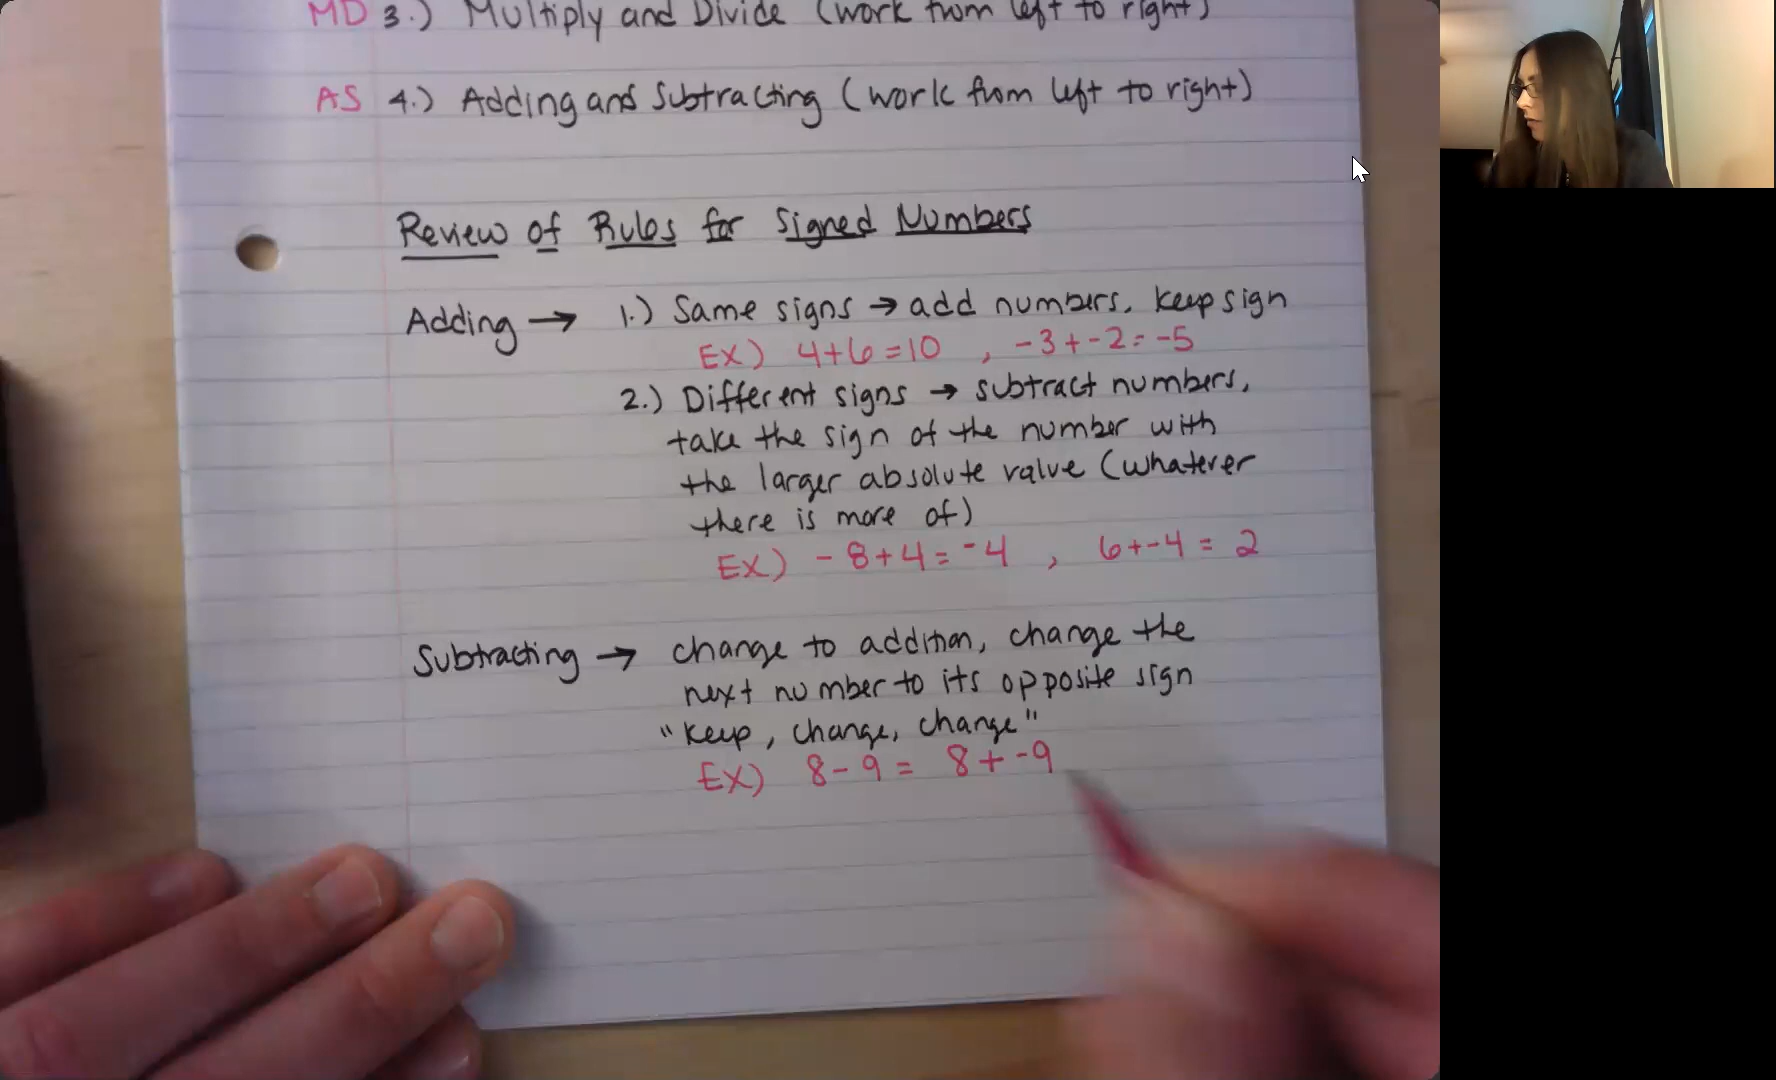 MD 3.) Multiply and Divide (work from left to right)
AS 4.) Adding and Subtracting (work from left to right)
Review of Rules for Signed Numbers
Adding → 1.) Same signs → add numbers, keep sign
EX) 4+6=10 , -3+-2=-5
2.) Different signs → subtract numbers,
take the sign of the number with
the larger absolute value (whatever
there is more of)
EX) -8+4=-4 , 6+-4=2
Subtracting → change to addition, change the
next number to its opposite sign
"keep, change, change"
EX) 8-9= 8+-9